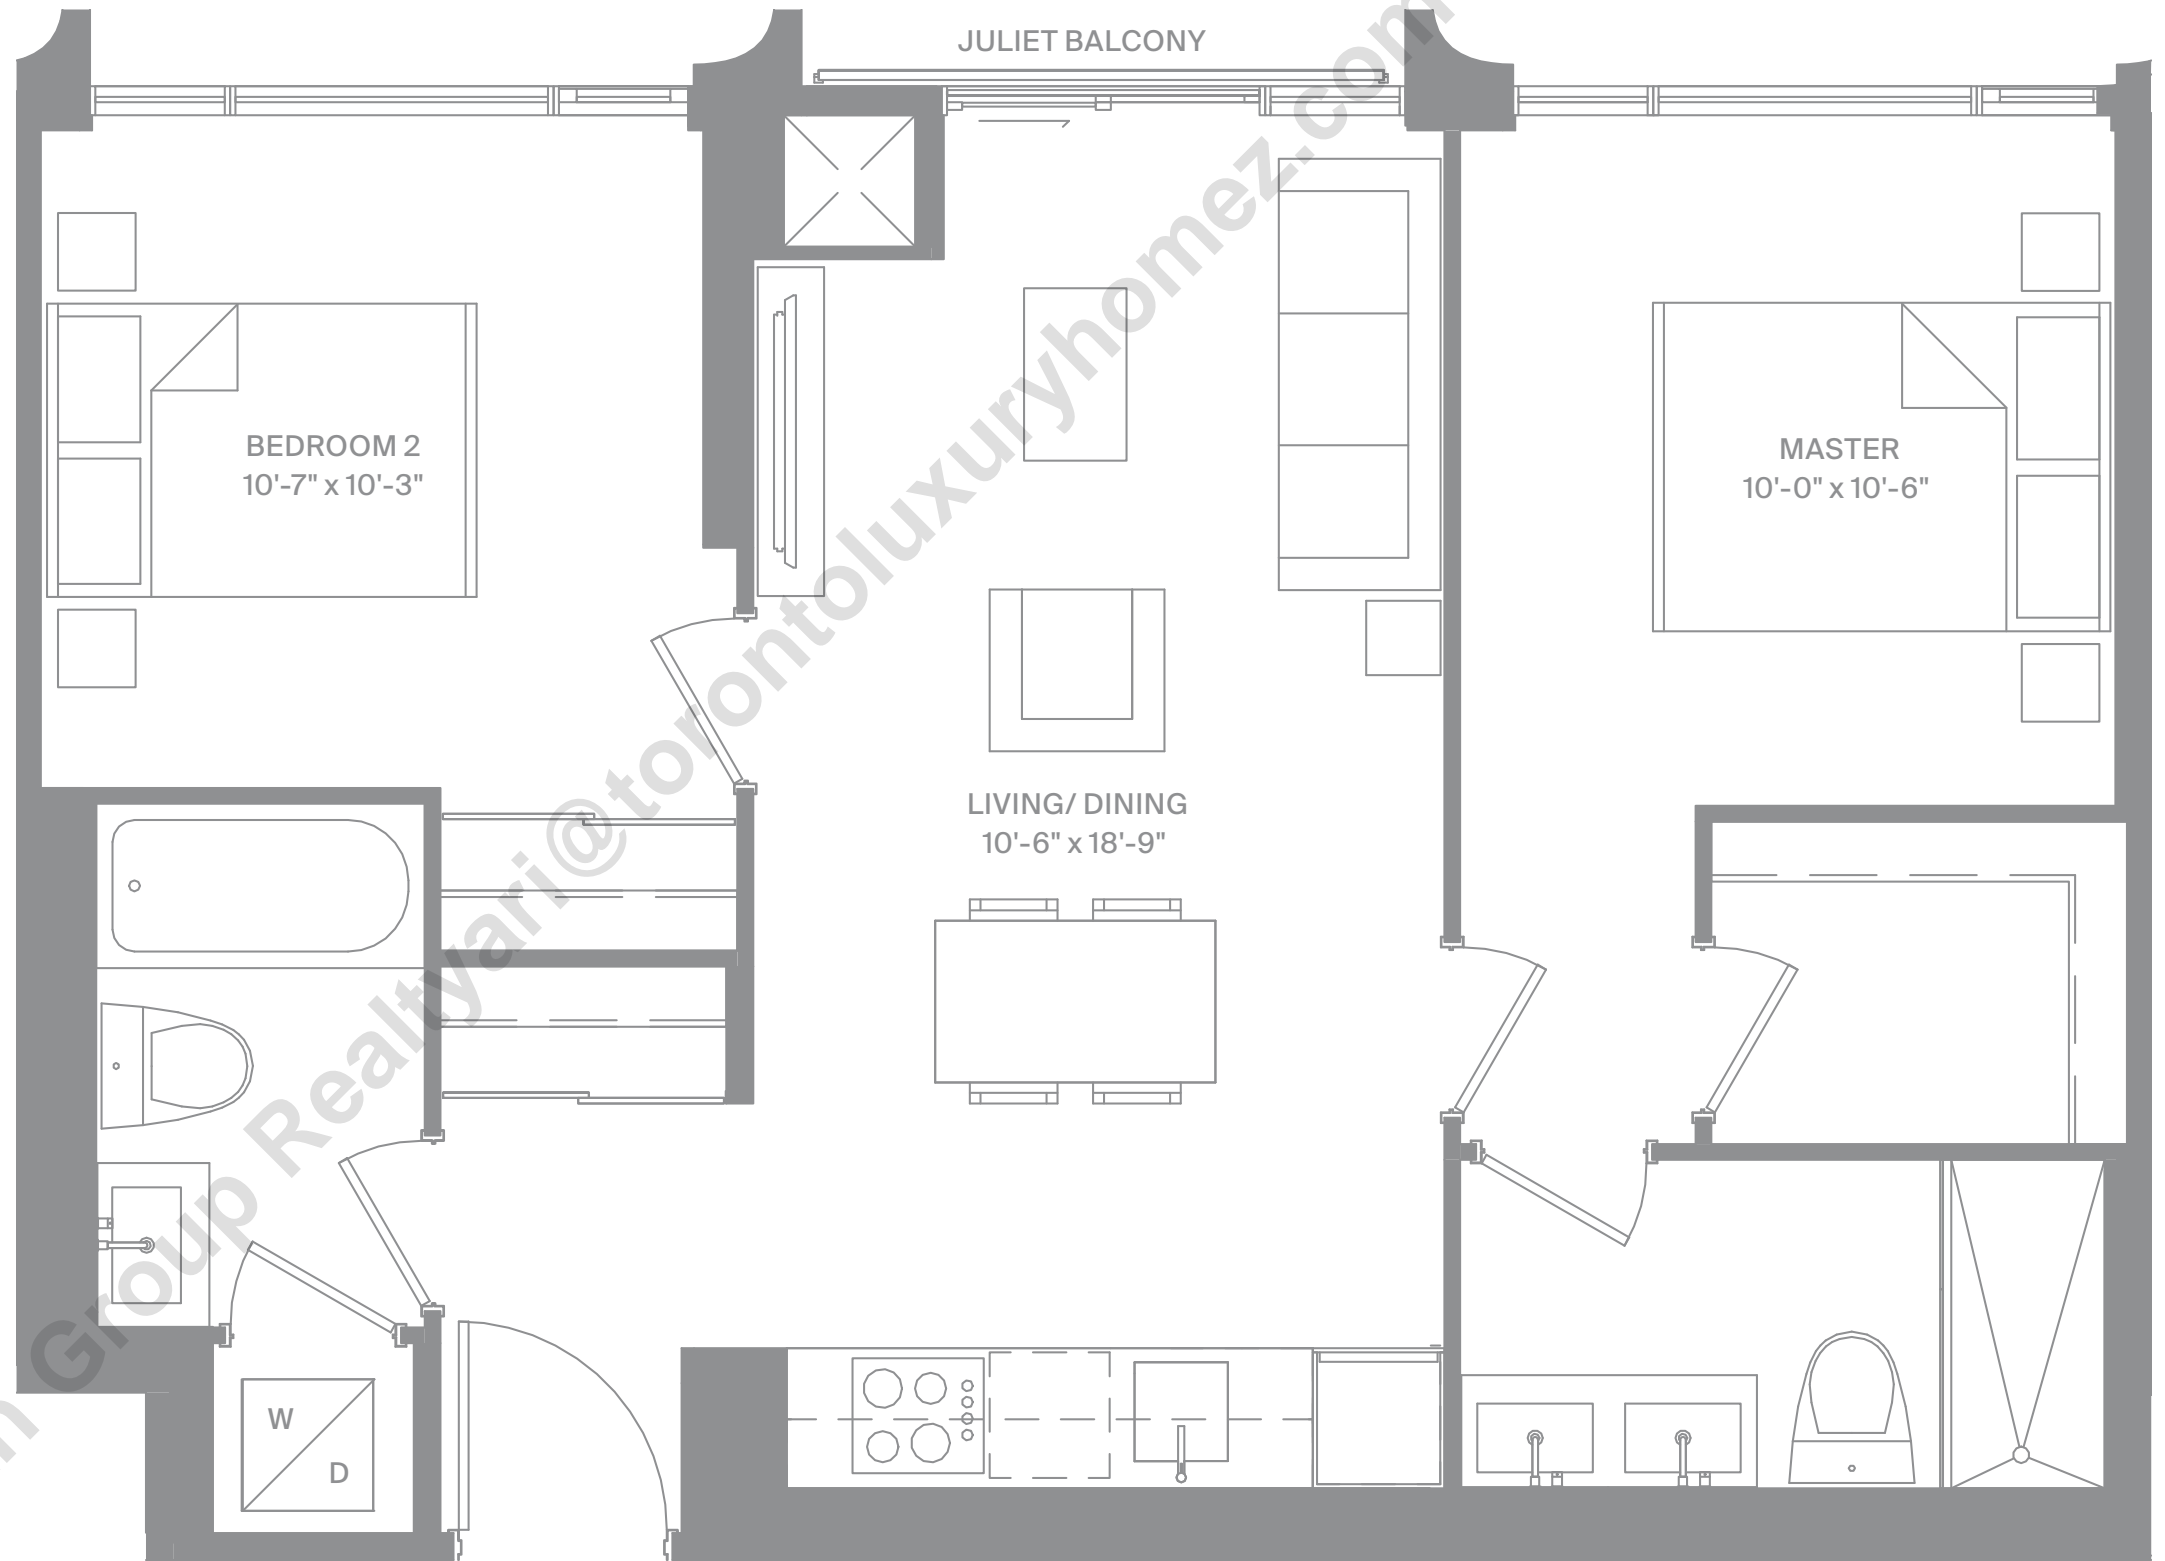 JULIET BALCONY
BEDROOM 2
10'-7" x 10'-3"
MASTER
10'-0" x 10'-6"
LIVING/ DINING
10'-6" x 18'-9"
W
D
Group Realtyari@torontoluxuryhomez.com